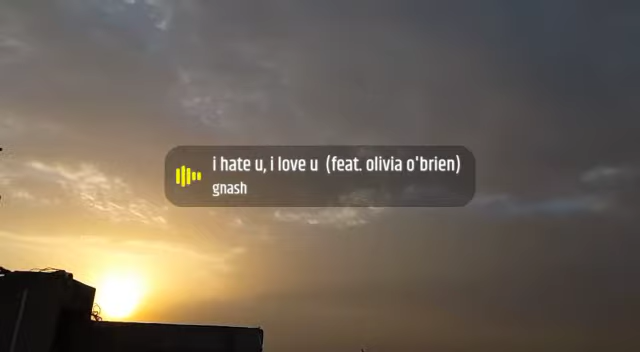 i hate u, i love u (feat. olivia o'brien)
gnash